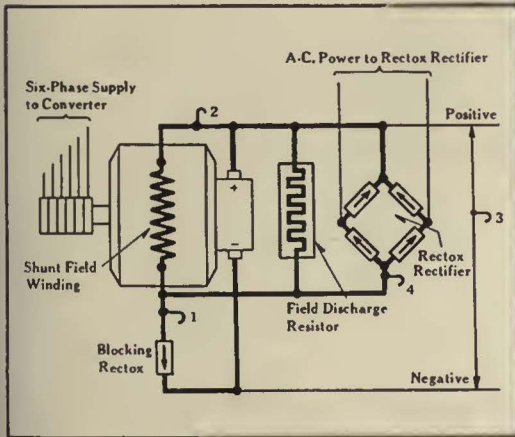 A-C. Power to Rectox Rectifier
Six-Phase Supply
to Converter
2
Positive
+
−
3
Shunt Field
Winding
Rectox
Rectifier
4
1
Field Discharge
Resistor
Blocking
Rectox
Negative